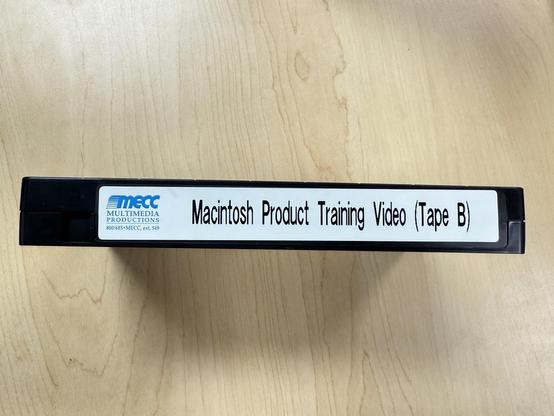 mecc
MULTIMEDIA
PRODUCTIONS
800/685•MECC, ext. 549
Macintosh Product Training Video (Tape B)